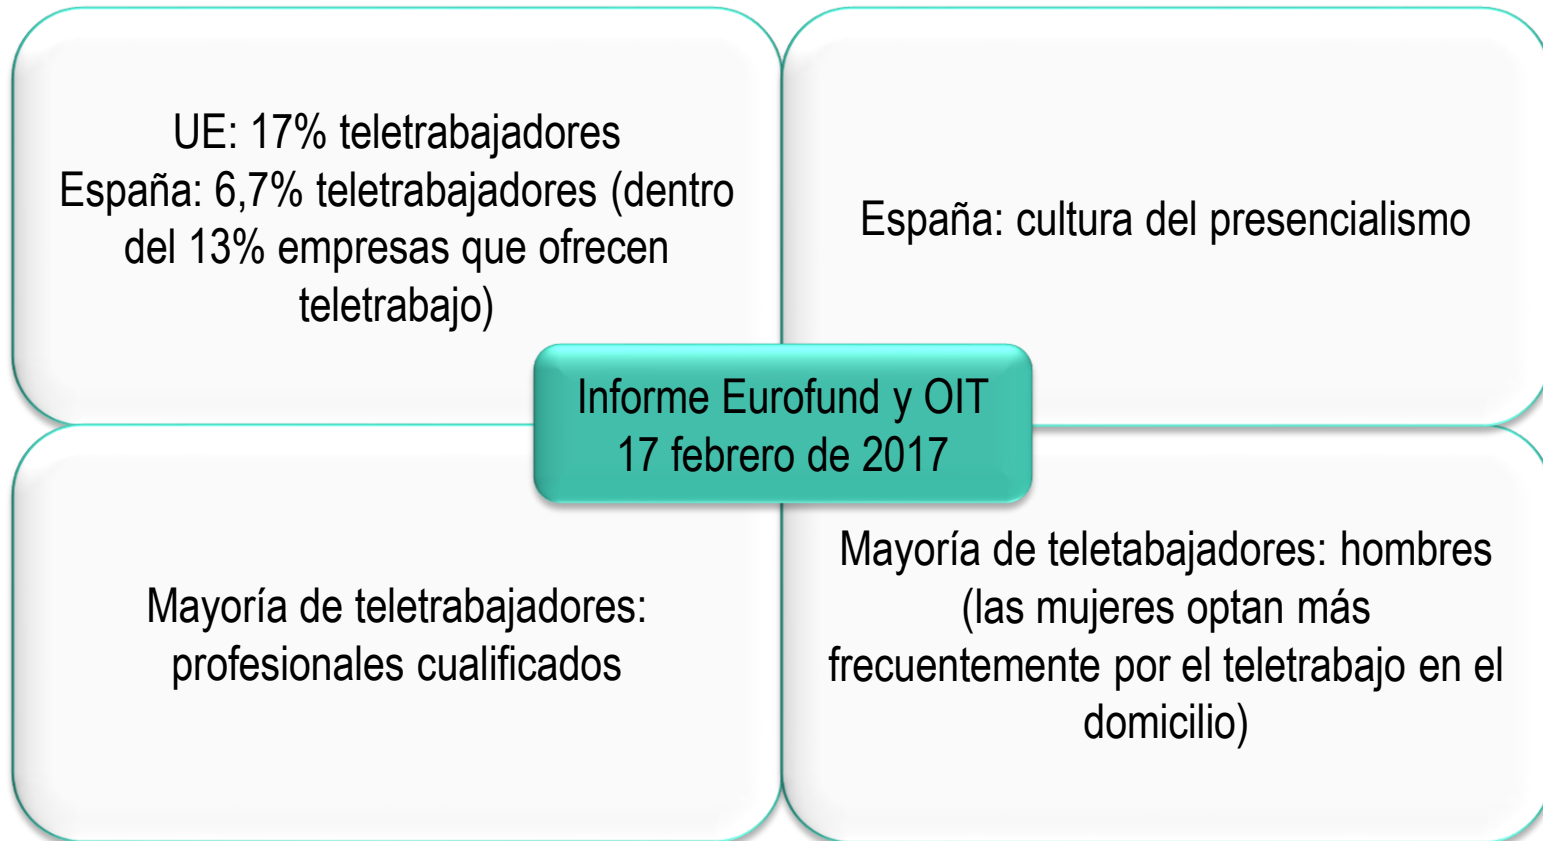 UE: 17% teletrabajadores
España: 6,7% teletrabajadores (dentro
del 13% empresas que ofrecen
teletrabajo)
España: cultura del presencialismo
Informe Eurofund y OIT
17 febrero de 2017
Mayoría de teletrabajadores:
profesionales cualificados
Mayoría de teletabajadores: hombres
(las mujeres optan más
frecuentemente por el teletrabajo en el
domicilio)